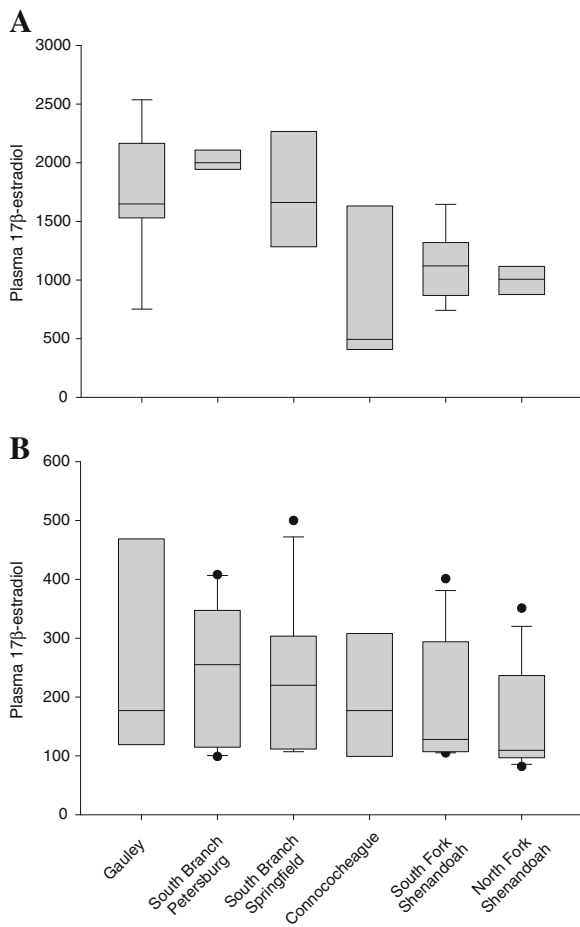 A
3000
2500
2000
1500
1000
500
0
Plasma 17β-estradiol
B
600
500
400
300
200
100
0
Plasma 17β-estradiol
Gauley
South Branch
Petersburg
South Branch
Springfield
Connococheague
South Fork
Shenandoah
North Fork
Shenandoah